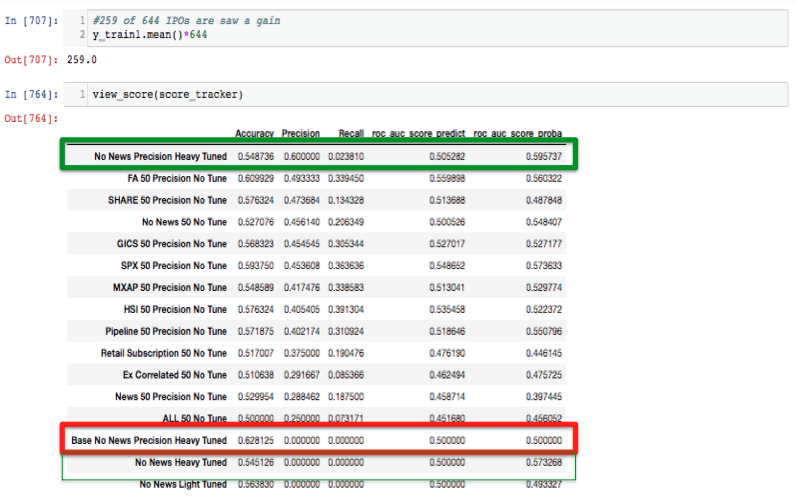 In [707]: 1 #259 of 644 IPOs are saw a gain
2 y_train1.mean()*644
Out[707]: 259.0
In [764]: 1 view_score(score_tracker)
Out[764]:
Accuracy Precision Recall roc_auc_score_predict roc_auc_score_proba
No News Precision Heavy Tuned 0.548736 0.600000 0.023810 0.505282 0.595737
FA 50 Precision No Tune 0.609929 0.493333 0.339450 0.559898 0.560322
SHARE 50 Precision No Tune 0.576324 0.473684 0.134328 0.513688 0.487848
No News 50 No Tune 0.527076 0.456140 0.206349 0.500526 0.548407
GICS 50 Precision No Tune 0.568323 0.454545 0.305344 0.527017 0.527177
SPX 50 Precision No Tune 0.593750 0.453608 0.363636 0.548652 0.573633
MXAP 50 Precision No Tune 0.548589 0.417476 0.338583 0.513041 0.529774
HSI 50 Precision No Tune 0.576324 0.405405 0.391304 0.535458 0.522372
Pipeline 50 Precision No Tune 0.571875 0.402174 0.310924 0.518646 0.550796
Retail Subscription 50 No Tune 0.517007 0.375000 0.190476 0.476190 0.446145
Ex Correlated 50 No Tune 0.510638 0.291667 0.085366 0.462494 0.475725
News 50 Precision No Tune 0.529954 0.288462 0.187500 0.458714 0.397445
ALL 50 No Tune 0.500000 0.250000 0.073171 0.451680 0.456052
Base No News Precision Heavy Tuned 0.628125 0.000000 0.000000 0.500000 0.500000
No News Heavy Tuned 0.545126 0.000000 0.000000 0.500000 0.573268
No News Light Tuned 0.563830 0.000000 0.000000 0.500000 0.493327